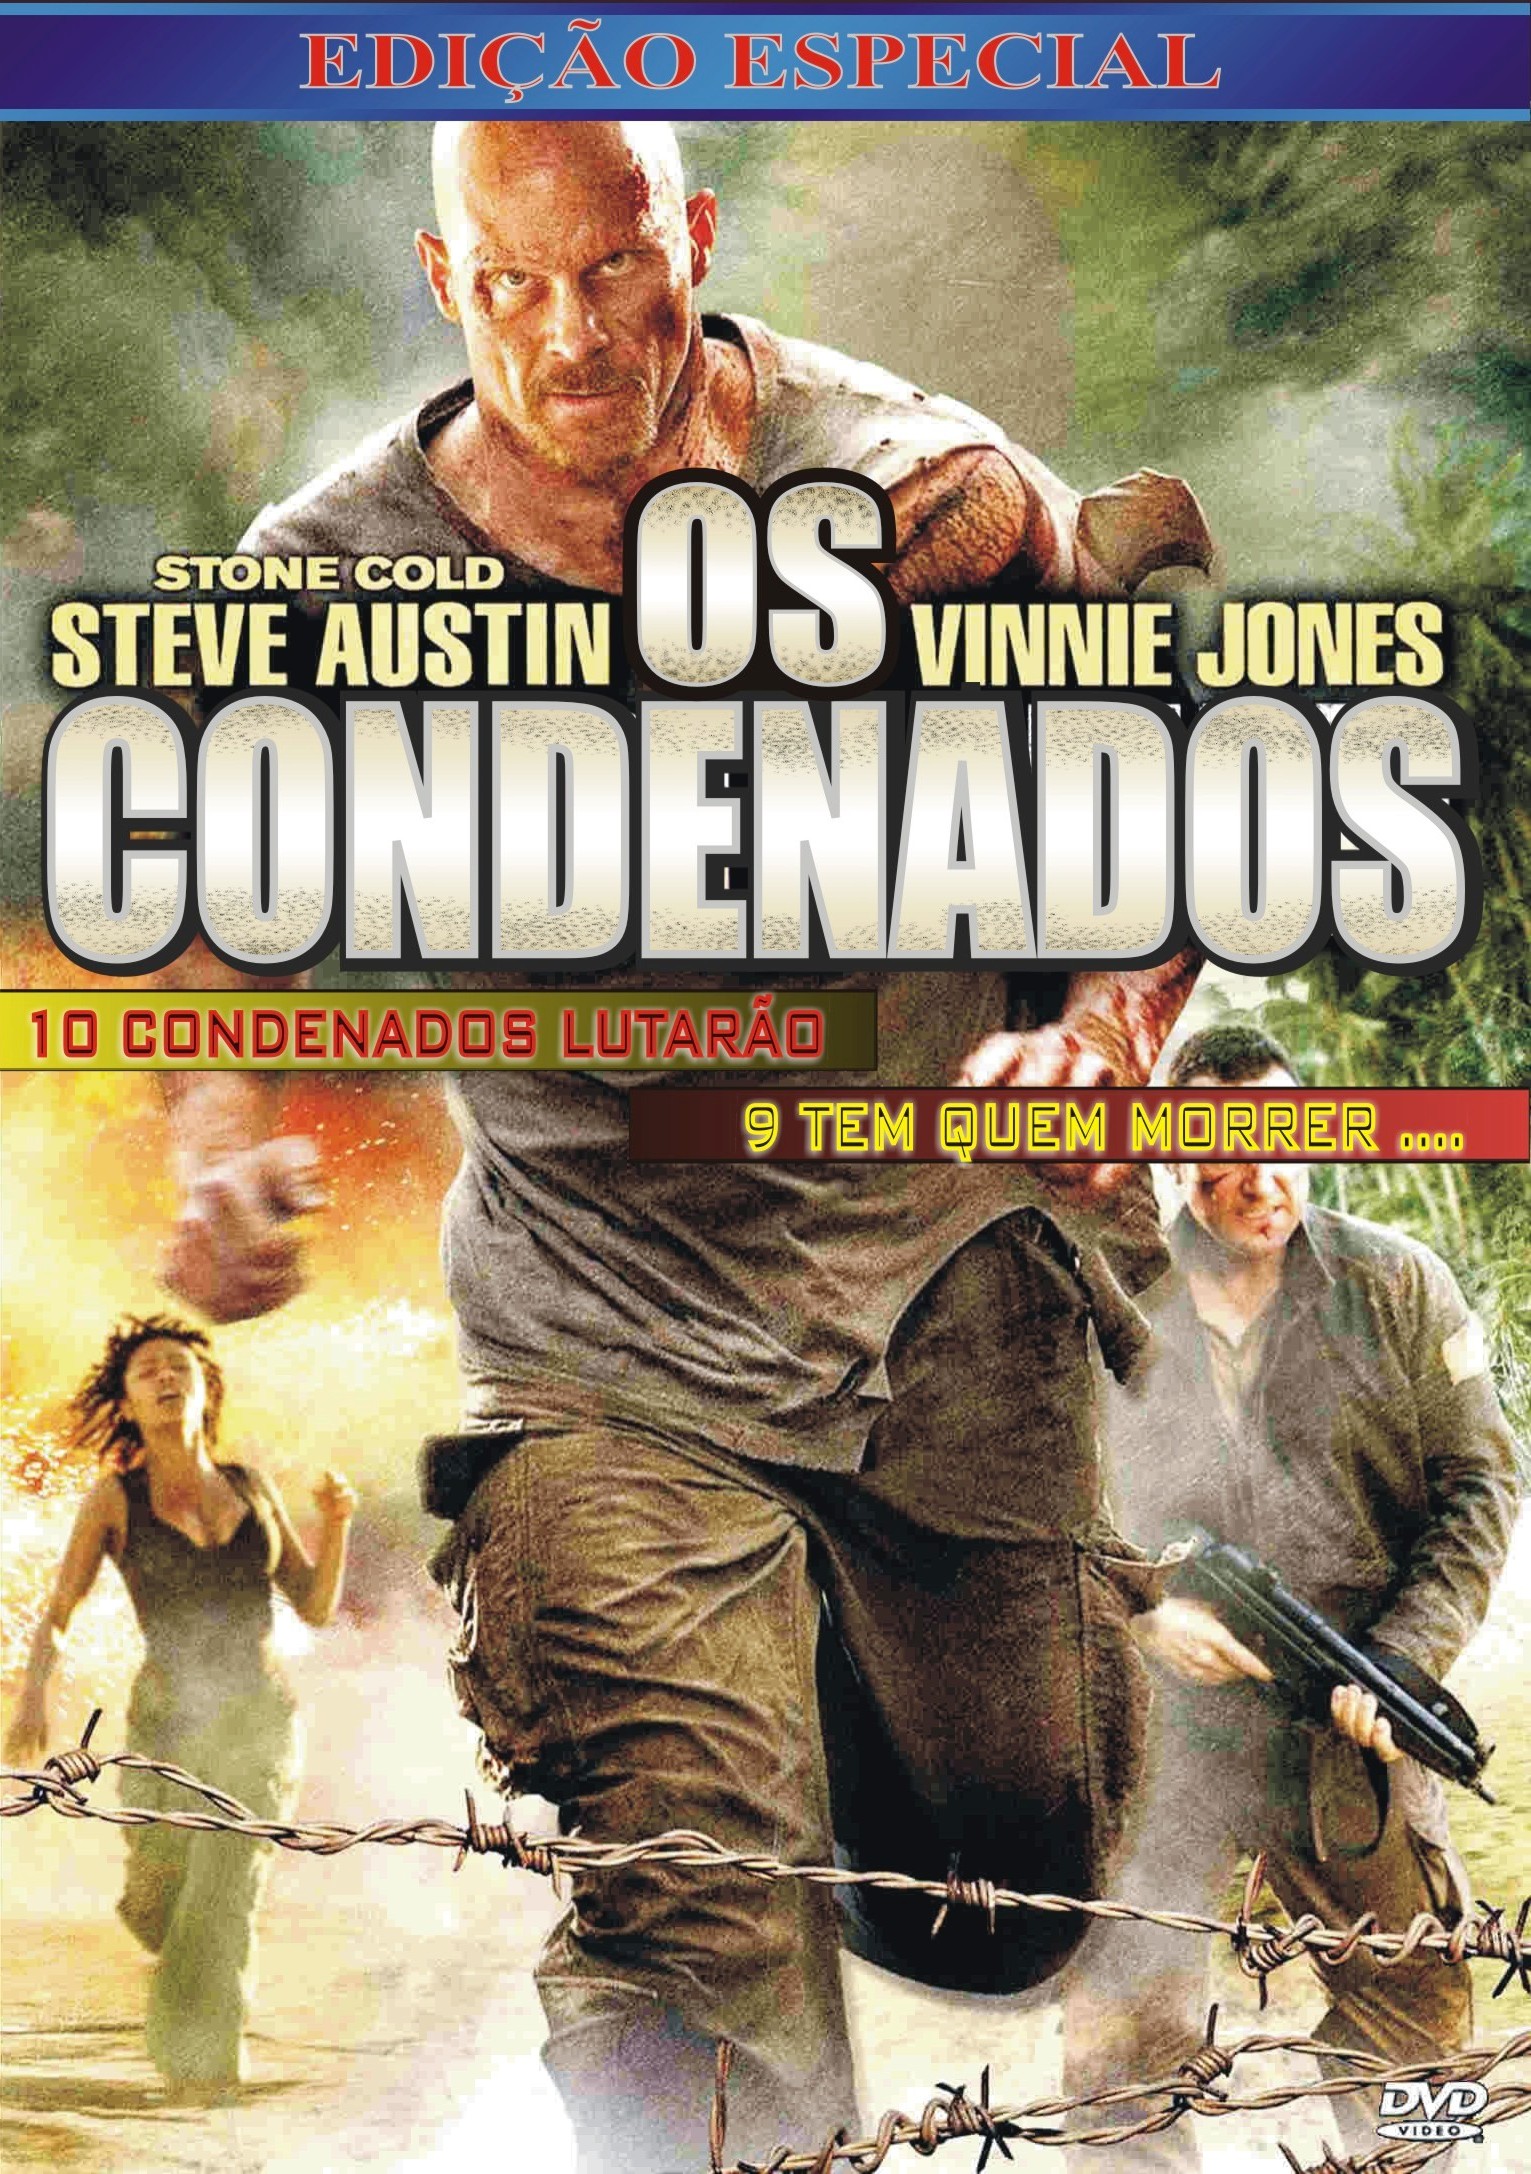 EDIÇÃO ESPECIAL
STONE COLD
STEVE AUSTIN
OS
VINNIE JONES
CONDENADOS
10 CONDENADOS LUTARÃO
9 TEM QUEM MORRER ....
DVD
VIDEO